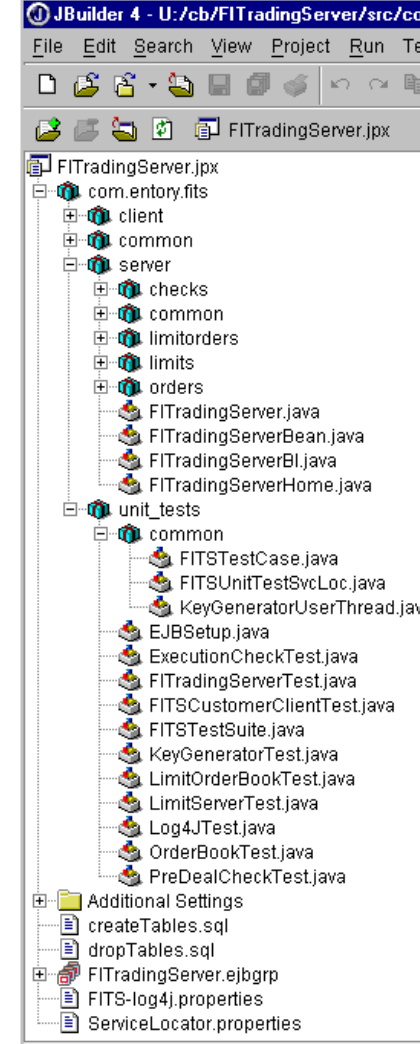 JBuilder 4 - U:/cb/FITradingServer/src/co
File Edit Search View Project Run Te
FITradingServer.jpx
FITradingServer.jpx
com.entory.fits
client
common
server
checks
common
limitorders
limits
orders
FITradingServer.java
FITradingServerBean.java
FITradingServerBI.java
FITradingServerHome.java
unit_tests
common
FITSTestCase.java
FITSUnitTestSvcLoc.java
KeyGeneratorUserThread.jav
EJBSetup.java
ExecutionCheckTest.java
FITradingServerTest.java
FITSCustomerClientTest.java
FITSTestSuite.java
KeyGeneratorTest.java
LimitOrderBookTest.java
LimitServerTest.java
Log4JTest.java
OrderBookTest.java
PreDealCheckTest.java
Additional Settings
createTables.sql
dropTables.sql
FITradingServer.ejbgrp
FITS-log4j.properties
ServiceLocator.properties